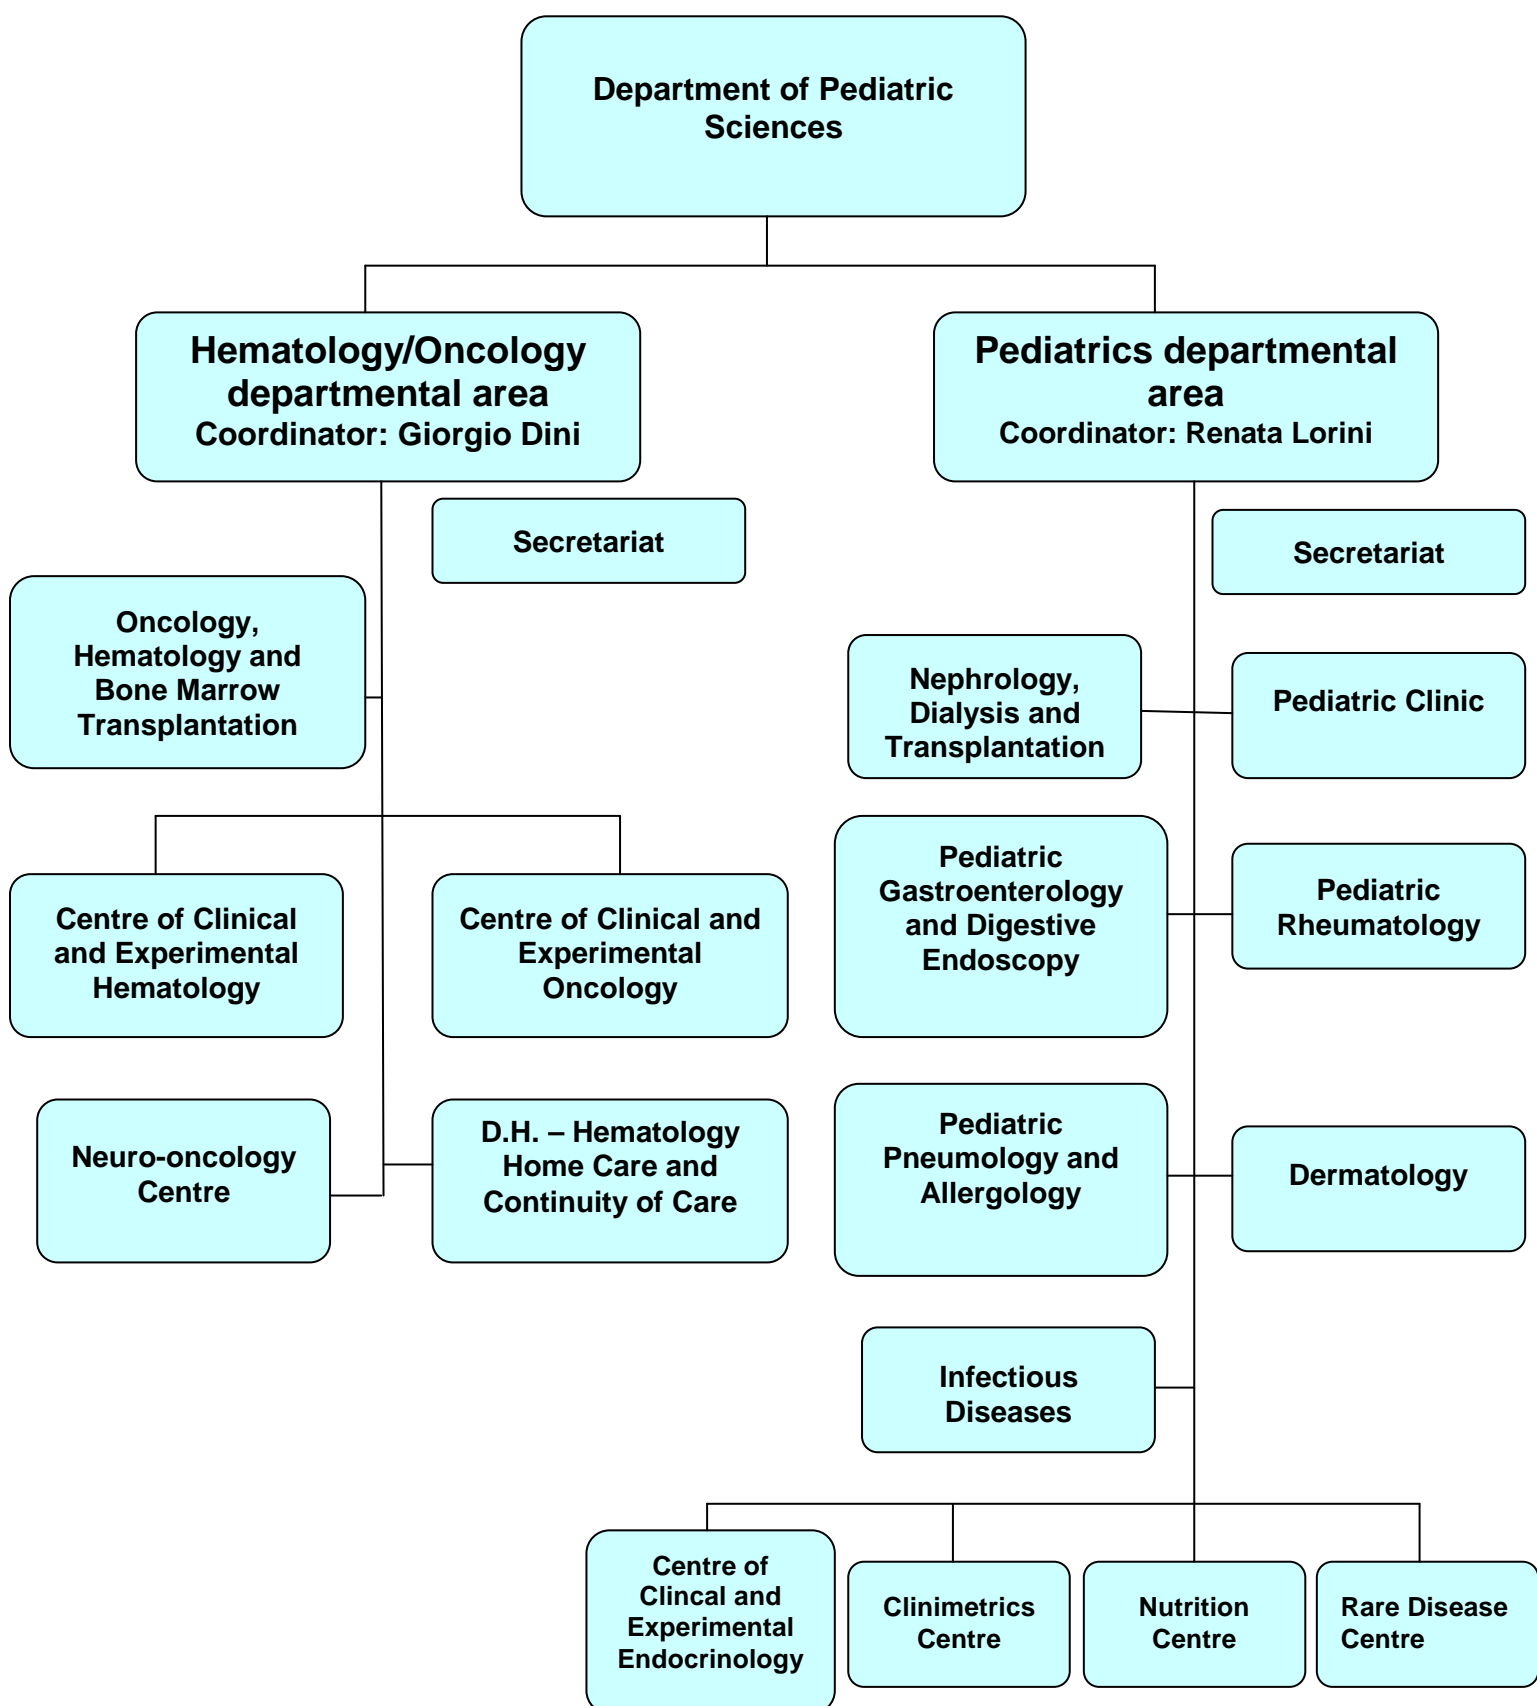 Department of Pediatric
Sciences
Hematology/Oncology
departmental area
Coordinator: Giorgio Dini
Pediatrics departmental
area
Coordinator: Renata Lorini
Secretariat
Secretariat
Oncology,
Hematology and
Bone Marrow
Transplantation
Nephrology,
Dialysis and
Transplantation
Pediatric Clinic
Centre of Clinical
and Experimental
Hematology
Centre of Clinical and
Experimental
Oncology
Pediatric
Gastroenterology
and Digestive
Endoscopy
Pediatric
Rheumatology
Neuro-oncology
Centre
D.H. – Hematology
Home Care and
Continuity of Care
Pediatric
Pneumology and
Allergology
Dermatology
Infectious
Diseases
Centre of
Clincal and
Experimental
Endocrinology
Clinimetrics
Centre
Nutrition
Centre
Rare Disease
Centre